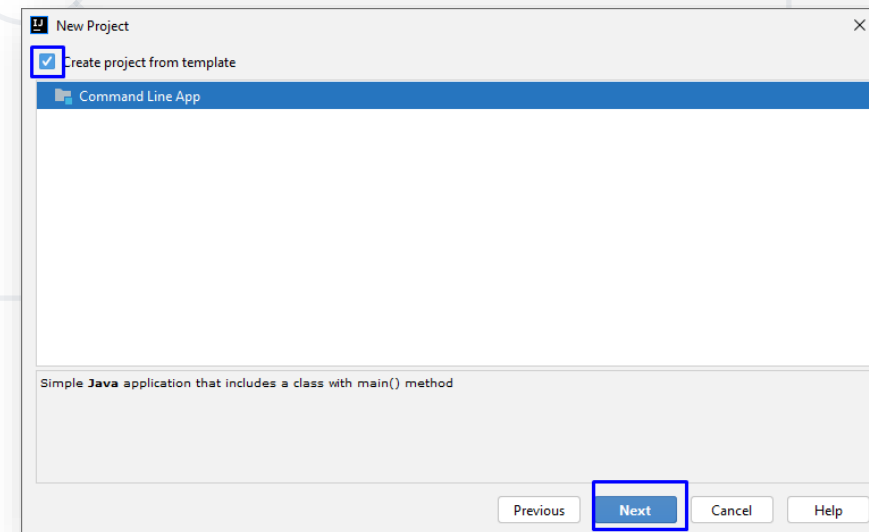 New Project
Create project from template
Command Line App
Simple Java application that includes a class with main() method
Previous Next Cancel Help